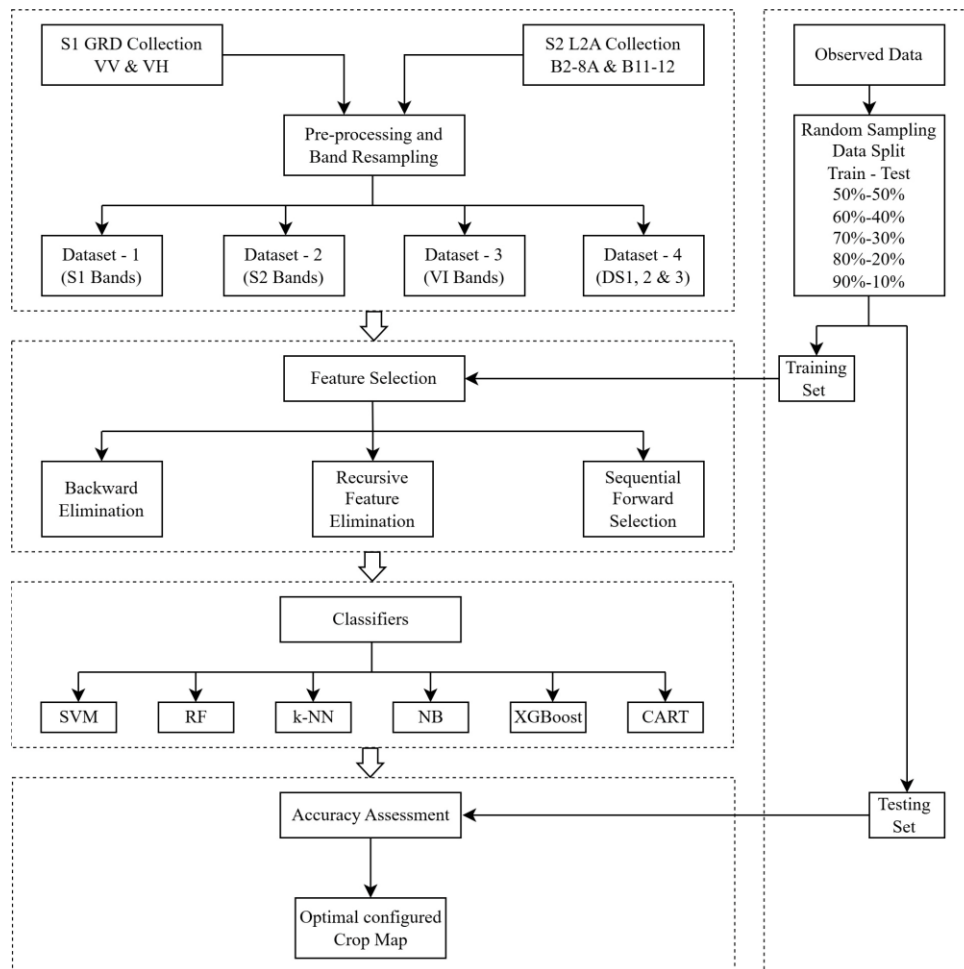 S1 GRD Collection
VV & VH
S2 L2A Collection
B2-8A & B11-12
Pre-processing and
Band Resampling
Dataset - 1
(S1 Bands)
Dataset - 2
(S2 Bands)
Dataset - 3
(VI Bands)
Dataset - 4
(DS1, 2 & 3)
Observed Data
Random Sampling
Data Split
Train - Test
50%-50%
60%-40%
70%-30%
80%-20%
90%-10%
Training
Set
Feature Selection
Backward
Elimination
Recursive
Feature
Elimination
Sequential
Forward
Selection
Classifiers
SVM
RF
k-NN
NB
XGBoost
CART
Accuracy Assessment
Testing
Set
Optimal configured
Crop Map